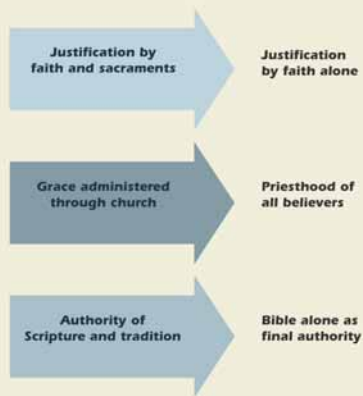 Justification by
faith and sacraments
Justification
by faith alone
Grace administered
through church
Priesthood of
all believers
Authority of
Scripture and tradition
Bible alone as
final authority